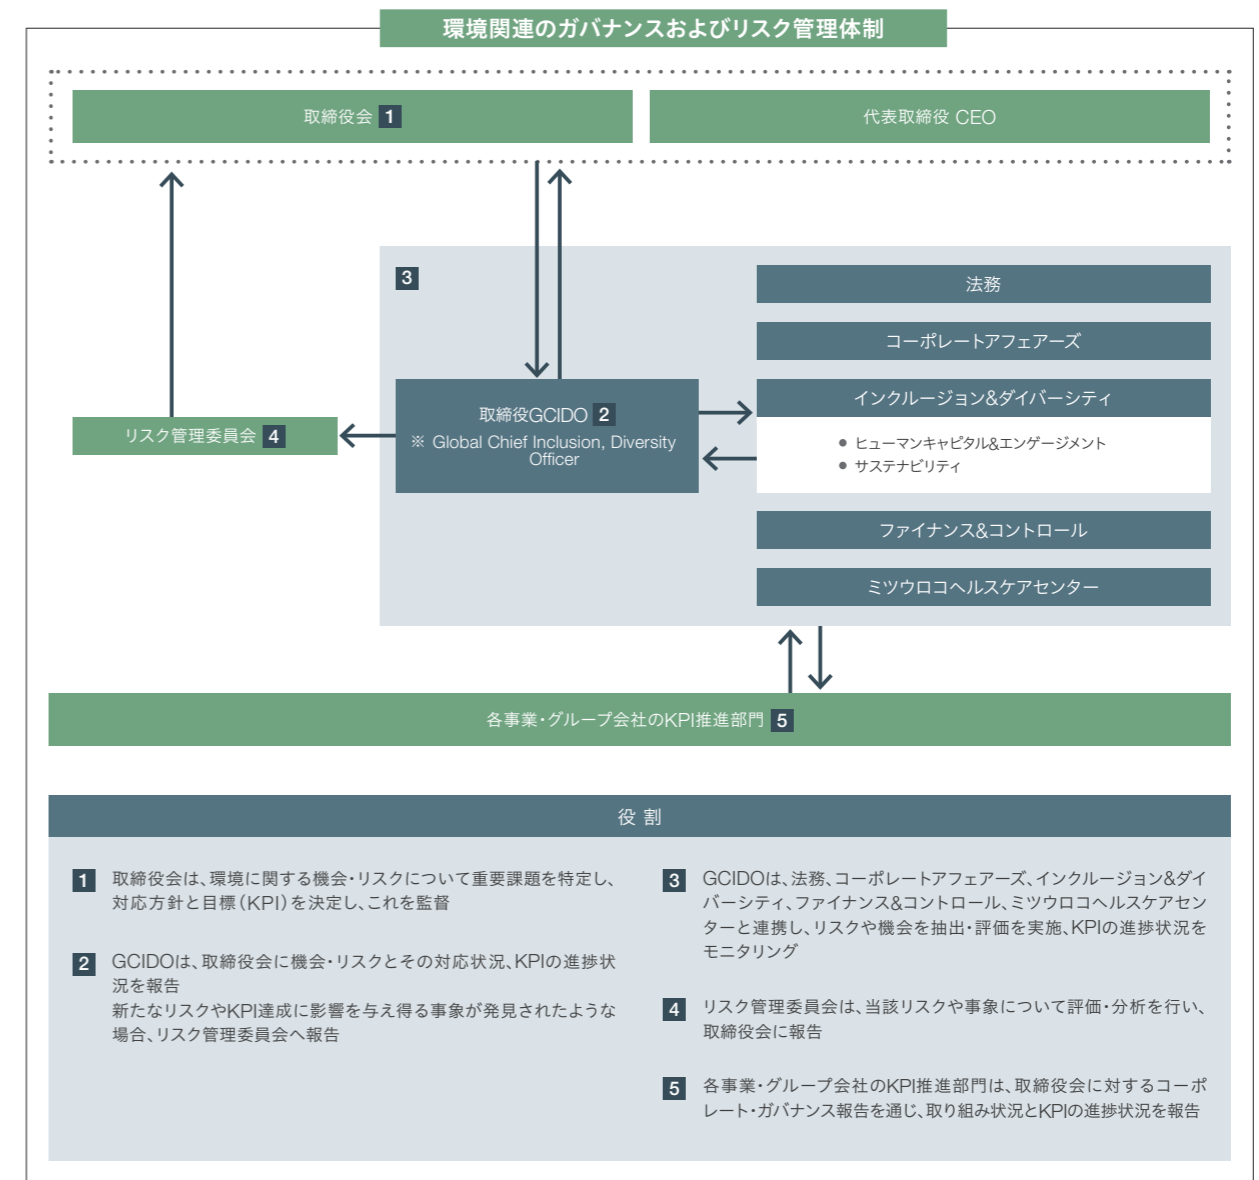 環境関連のガバナンスおよびリスク管理体制
取締役会 1
代表取締役 CEO
3
法務
コーポレートアフェアーズ
インクルージョン&ダイバーシティ
● ヒューマンキャピタル&エンゲージメント
● サステナビリティ
取締役GCIDO 2
※ Global Chief Inclusion, Diversity
Officer
リスク管理委員会 4
ファイナンス&コントロール
ミツウロコヘルスケアセンター
各事業・グループ会社のKPI推進部門 5
役 割
1 取締役会は、環境に関する機会・リスクについて重要課題を特定し、
対応方針と目標（KPI）を決定し、これを監督
2 GCIDOは、取締役会に機会・リスクとその対応状況、KPIの進捗状
況を報告
新たなリスクやKPI達成に影響を与え得る事象が発見されたような
場合、リスク管理委員会へ報告
3 GCIDOは、法務、コーポレートアフェアーズ、インクルージョン&ダイ
バーシティ、ファイナンス&コントロール、ミツウロコヘルスケアセン
ターと連携し、リスクや機会を抽出・評価を実施、KPIの進捗状況を
モニタリング
4 リスク管理委員会は、当該リスクや事象について評価・分析を行い、
取締役会に報告
5 各事業・グループ会社のKPI推進部門は、取締役会に対するコーポ
レート・ガバナンス報告を通じ、取り組み状況とKPIの進捗状況を報告